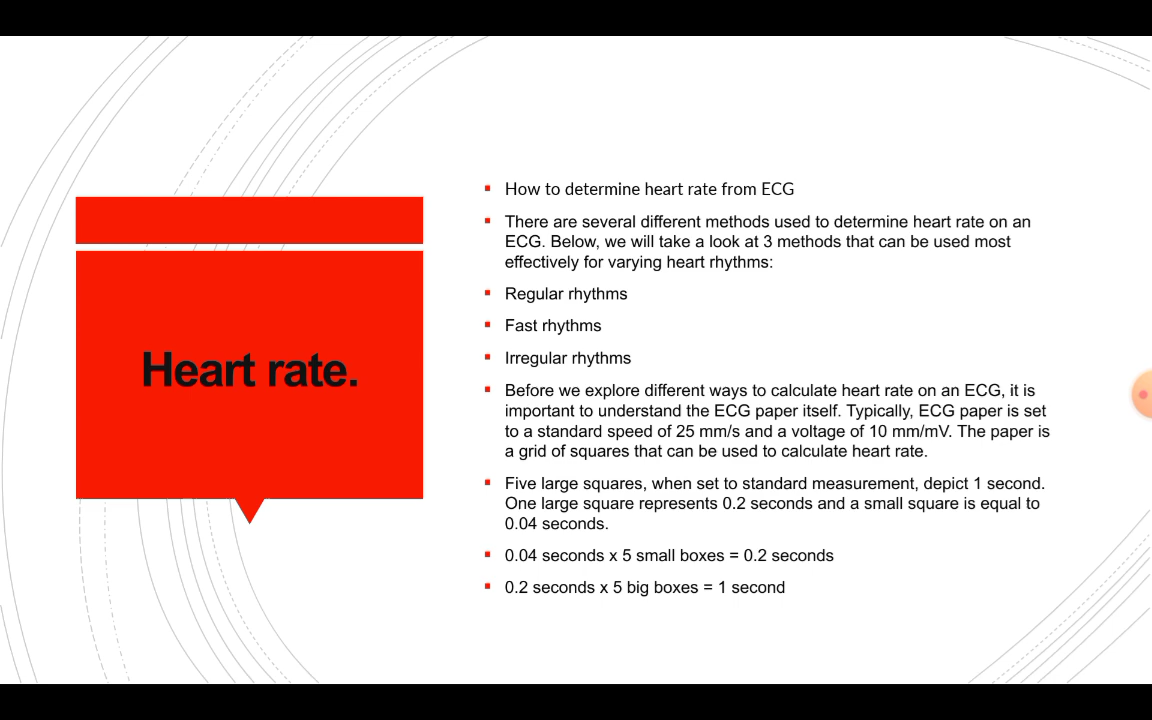 Heart rate.
How to determine heart rate from ECG
There are several different methods used to determine heart rate on an
ECG. Below, we will take a look at 3 methods that can be used most
effectively for varying heart rhythms:
Regular rhythms
Fast rhythms
Irregular rhythms
Before we explore different ways to calculate heart rate on an ECG, it is
important to understand the ECG paper itself. Typically, ECG paper is set
to a standard speed of 25 mm/s and a voltage of 10 mm/mV. The paper is
a grid of squares that can be used to calculate heart rate.
Five large squares, when set to standard measurement, depict 1 second.
One large square represents 0.2 seconds and a small square is equal to
0.04 seconds.
0.04 seconds x 5 small boxes = 0.2 seconds
0.2 seconds x 5 big boxes = 1 second